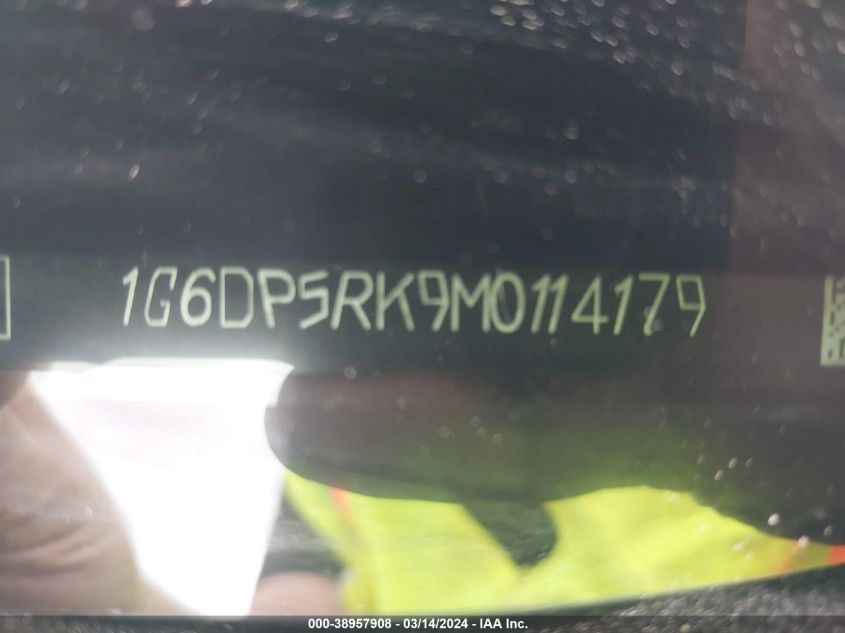 1G6DP5RK9M0114179
000-38957908 - 03/14/2024 - IAA Inc.